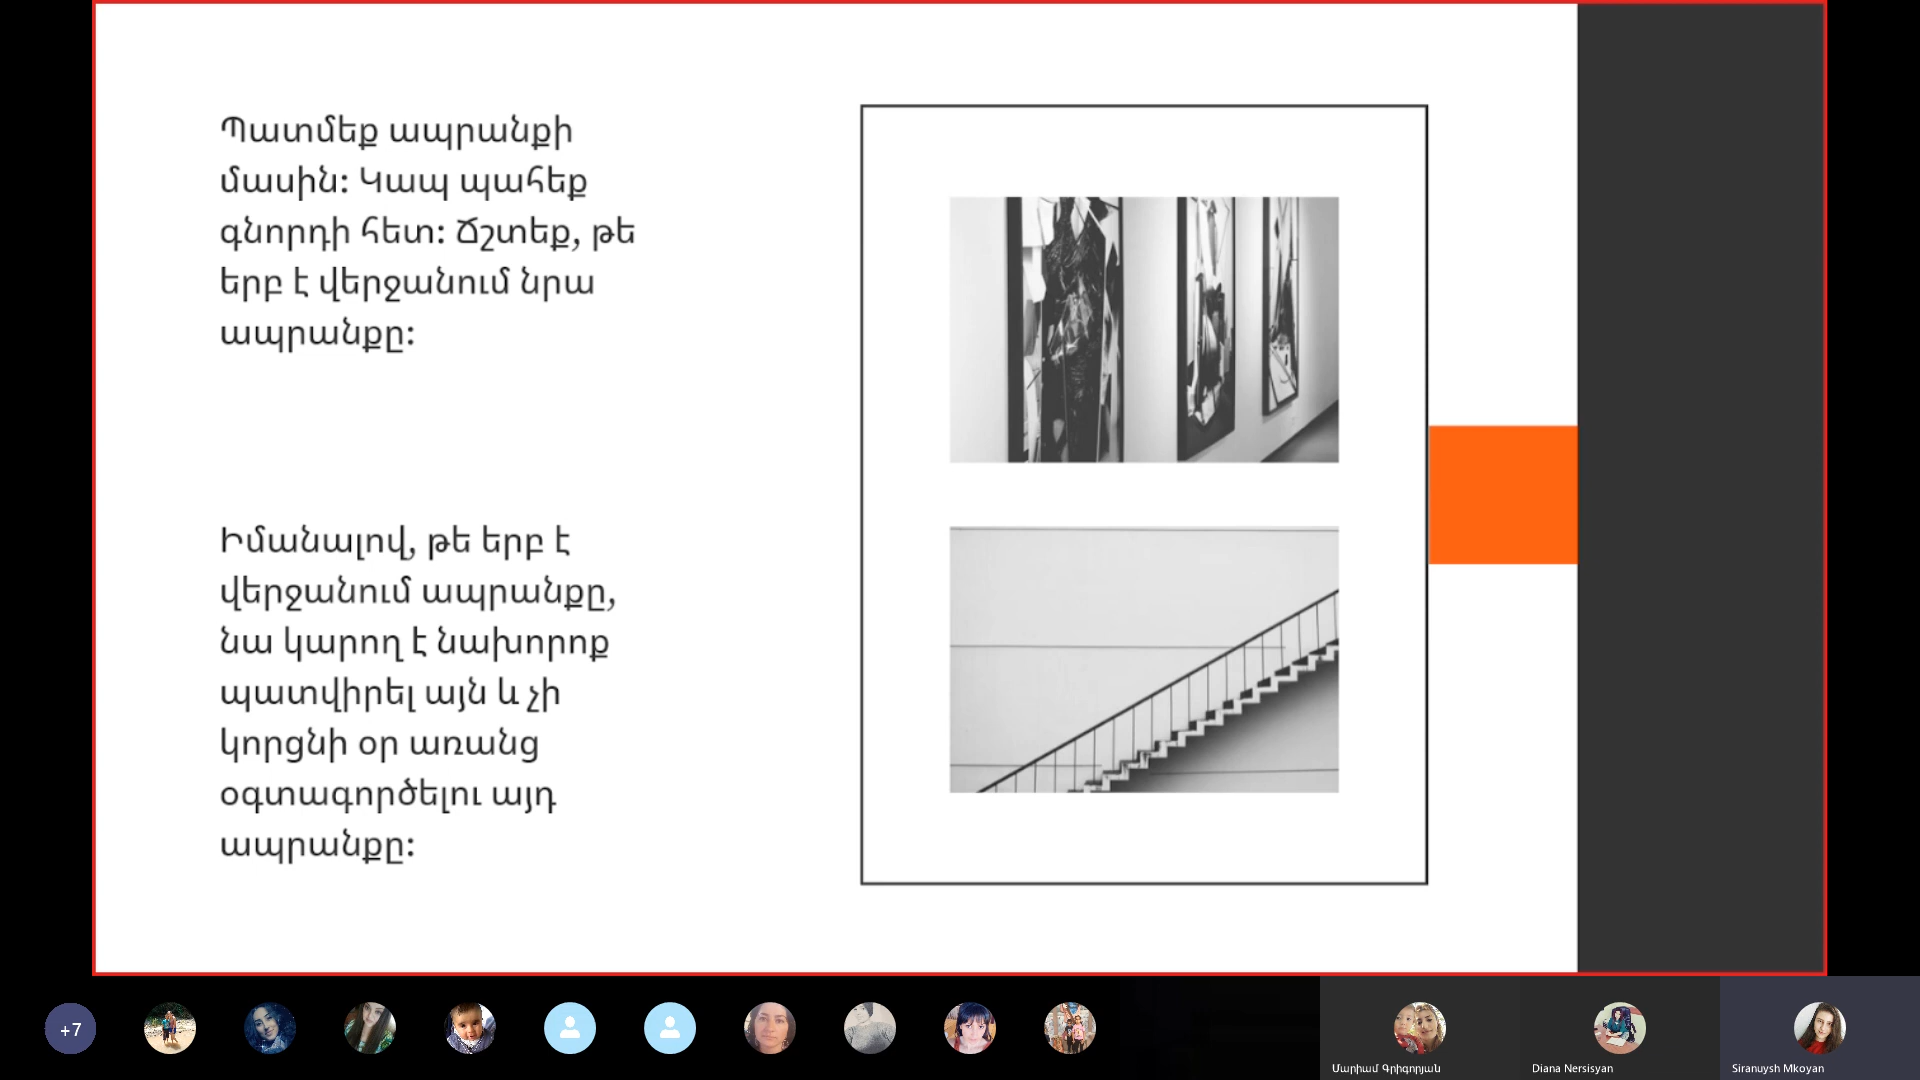 Պատմեք ապրանքի
մասին: Կապ պահեք
գնորդի հետ: Ճշտեք, թե
երբ է վերջանում նրա
ապրանքը:
Իմանալով, թե երբ է
վերջանում ապրանքը,
նա կարող է նախորոք
պատվիրել այն և չի
կորցնի օր առանց
օգտագործելու այդ
ապրանքը:
+7
Մարիամ Գրիգորյան
Diana Nersisyan
Siranuysh Mkoyan